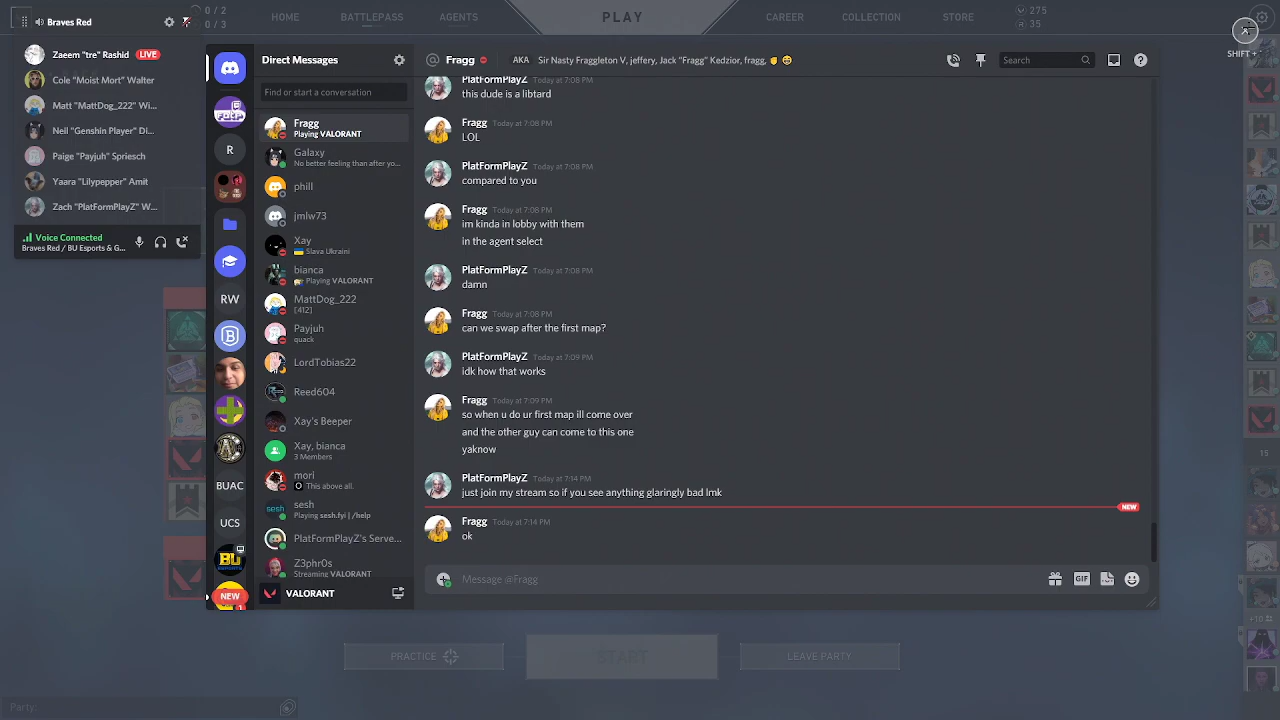 Braves Red
0 / 2
0 / 3
HOME
BATTLEPASS
AGENTS
PLAY
CAREER
COLLECTION
STORE
275
35
SHIFT +
Zaeem "tre" Rashid LIVE
Cole "Moist Mort" Walter
Matt "MattDog_222" Wi...
Neil "Genshin Player" Di...
Paige "Payjuh" Spriesch
Yaara "Lilypepper" Amit
Zach "PlatFormPlayZ" W...
Voice Connected
Braves Red / BU Esports & G...
R
RW
BUAC
UCS
BU
ESPORTS
NEW
Direct Messages
Find or start a conversation
Fragg
Playing VALORANT
Galaxy
No better feeling than after yo...
phill
jmlw73
Xay
Slava Ukraini
bianca
Playing VALORANT
MattDog_222
[412]
Payjuh
quack
LordTobias22
Reed604
Xay's Beeper
Xay, bianca
3 Members
mori
This above all.
sesh
Playing sesh.fyi | /help
PlatFormPlayZ's Serve...
Z3phr0s
Streaming VALORANT
VALORANT
Fragg
AKA Sir Nasty Fraggleton V, jeffery, Jack "Fragg" Kedzior, fragg,
Search
PlatFormPlayZ Today at 7:08 PM
this dude is a libtard
Fragg Today at 7:08 PM
LOL
PlatFormPlayZ Today at 7:08 PM
compared to you
Fragg Today at 7:08 PM
im kinda in lobby with them
in the agent select
PlatFormPlayZ Today at 7:08 PM
damn
Fragg Today at 7:08 PM
can we swap after the first map?
PlatFormPlayZ Today at 7:09 PM
idk how that works
Fragg Today at 7:09 PM
so when u do ur first map ill come over
and the other guy can come to this one
yaknow
PlatFormPlayZ Today at 7:14 PM
just join my stream so if you see anything glaringly bad lmk
NEW
Fragg Today at 7:14 PM
ok
Message @Fragg
GIF
15
+10
PRACTICE
START
LEAVE PARTY
Party: